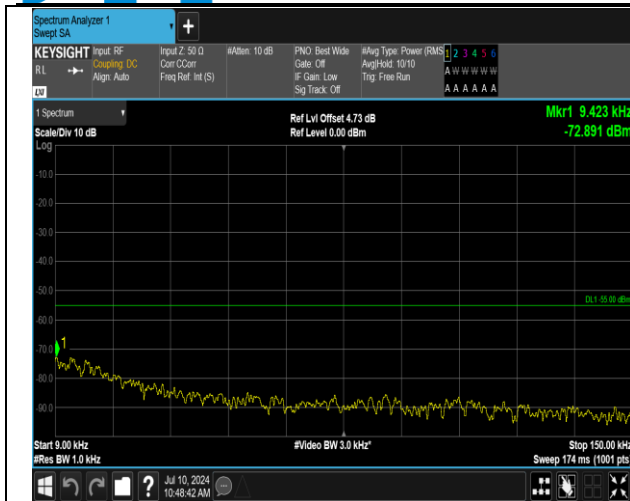 Spectrum Analyzer 1
Swept SA
KEYSIGHT
RL
Input: RF
Coupling: DC
Align: Auto
Input Z: 50 Ω
Corr CCorr
Freq Ref: Int (S)
#Atten: 10 dB
PNO: Best Wide
Gate: Off
IF Gain: Low
Sig Track: Off
#Avg Type: Power (RMS
Avg|Hold: 10/10
Trig: Free Run
1 2 3 4 5 6
A W W W W W
A A A A A A
1 Spectrum
Scale/Div 10 dB
Ref Lvl Offset 4.73 dB
Ref Level 0.00 dBm
Mkr1 9.423 kHz
-72.891 dBm
Log
-10.0
-20.0
-30.0
-40.0
-50.0
DL1 -55.00 dBm
-60.0
-70.0
1
-80.0
-90.0
Start 9.00 kHz
#Video BW 3.0 kHz*
Stop 150.00 kHz
#Res BW 1.0 kHz
Sweep 174 ms (1001 pts)
?
Jul 10, 2024
10:48:42 AM